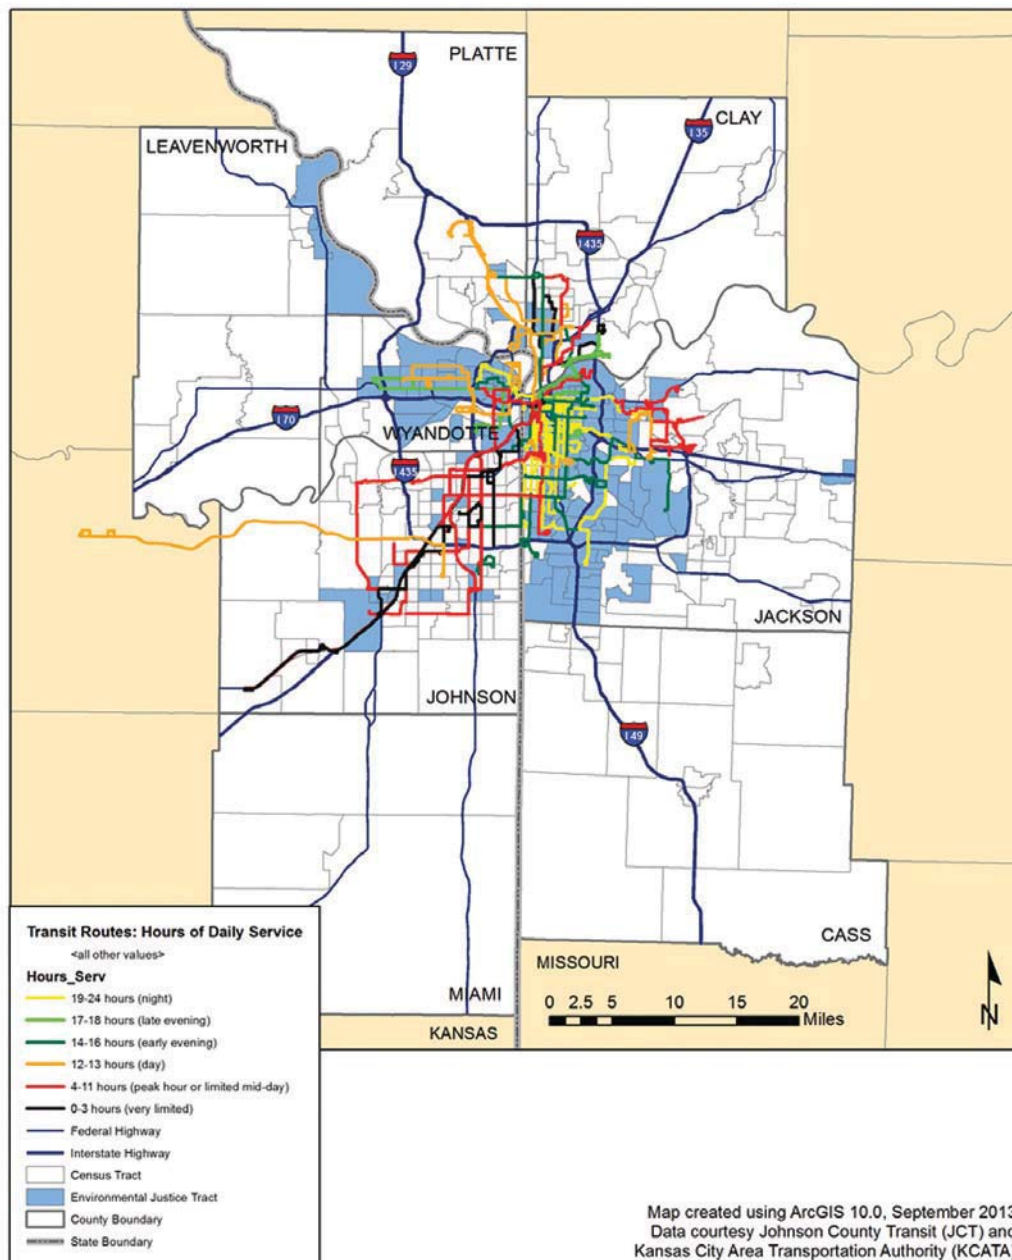 PLATTE
I 29
CLAY
I 35
LEAVENWORTH
I 435
I 70
WYANDOTTE
I 435
JACKSON
JOHNSON
I 49
CASS
MISSOURI
MIAMI
KANSAS
0 2.5 5 10 15 20
Miles
N
Transit Routes: Hours of Daily Service
<all other values>
Hours_Serv
19-24 hours (night)
17-18 hours (late evening)
14-16 hours (early evening)
12-13 hours (day)
4-11 hours (peak hour or limited mid-day)
0-3 hours (very limited)
Federal Highway
Interstate Highway
Census Tract
Environmental Justice Tract
County Boundary
State Boundary
Map created using ArcGIS 10.0, September 2013
Data courtesy Johnson County Transit (JCT) and
Kansas City Area Transportation Authority (KCATA)